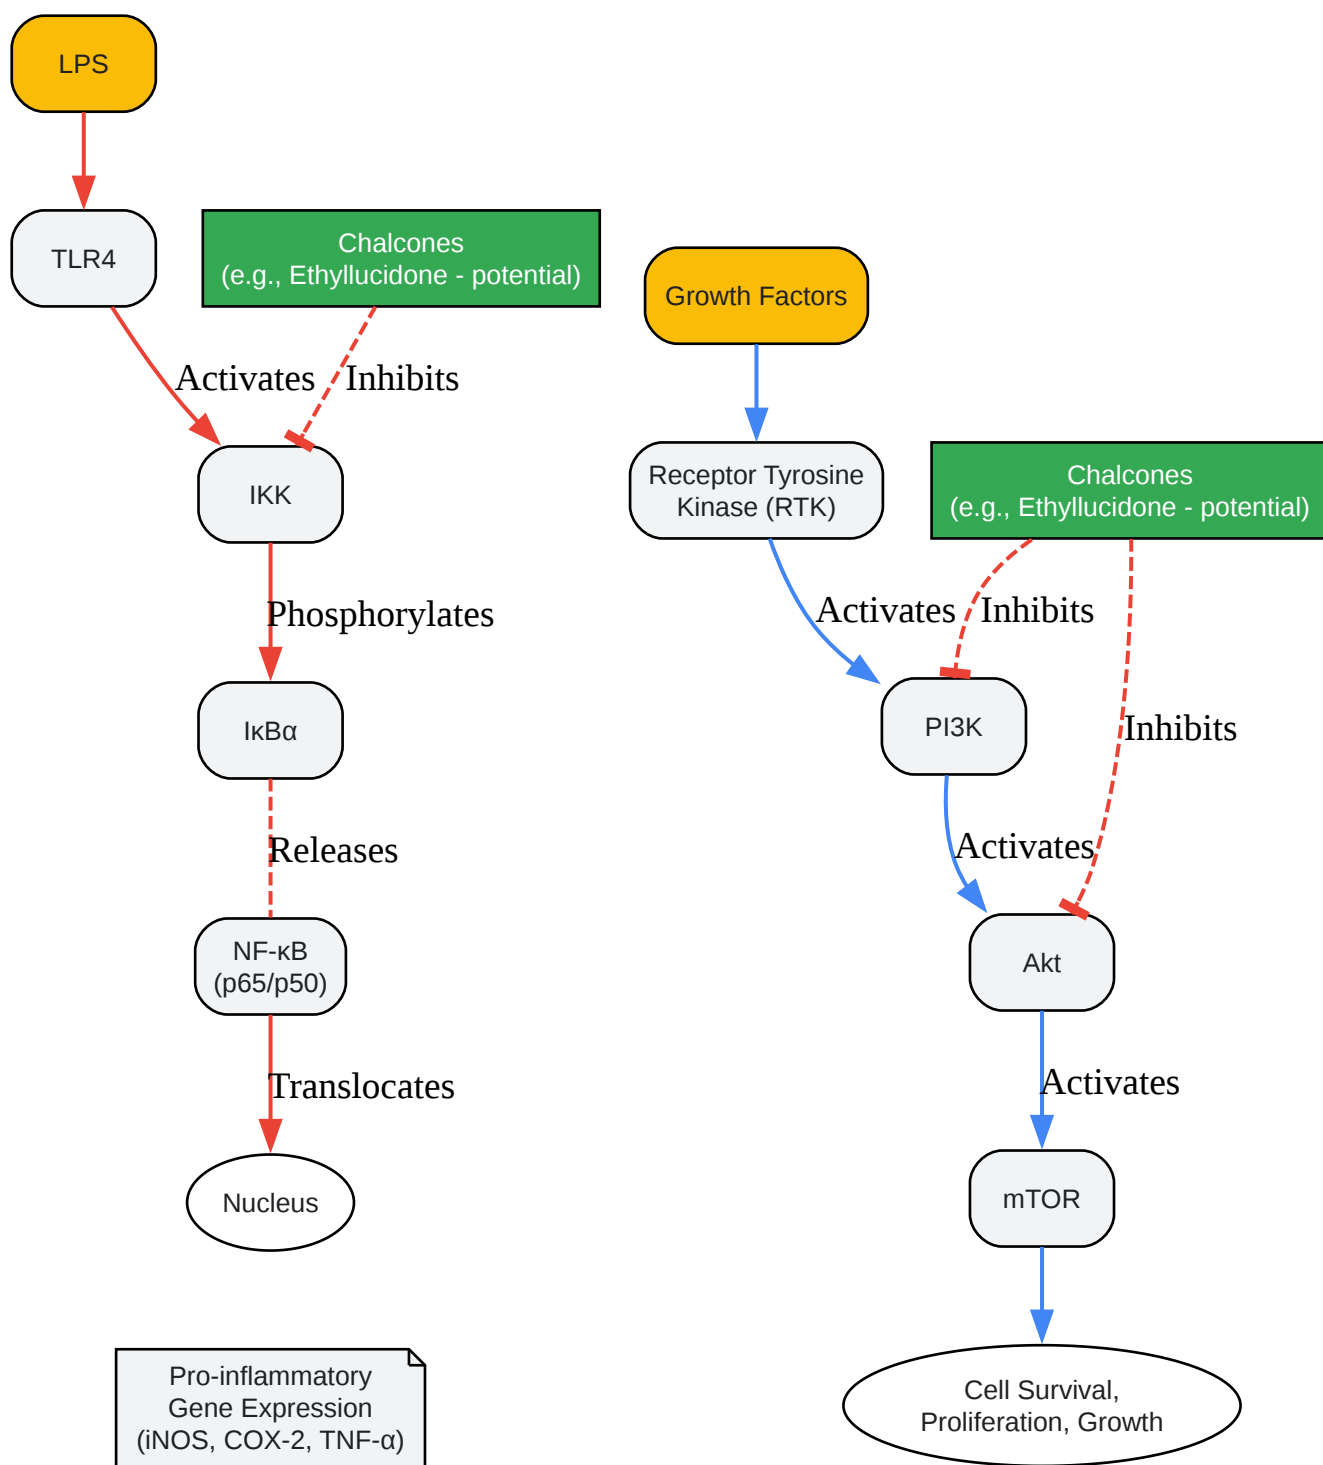 LPS
TLR4
Chalcones
(e.g., Ethyllucidone - potential)
Activates
Inhibits
IKK
Phosphorylates
IκBα
Releases
NF-κB
(p65/p50)
Translocates
Nucleus
Pro-inflammatory
Gene Expression
(iNOS, COX-2, TNF-α)
Growth Factors
Receptor Tyrosine
Kinase (RTK)
Chalcones
(e.g., Ethyllucidone - potential)
Activates
Inhibits
PI3K
Inhibits
Activates
Akt
Activates
mTOR
Cell Survival,
Proliferation, Growth